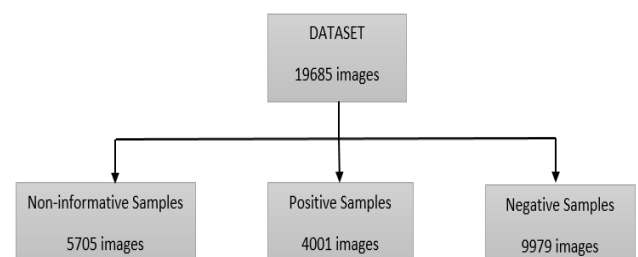 DATASET
19685 images
Non-informative Samples
5705 images
Positive Samples
4001 images
Negative Samples
9979 images